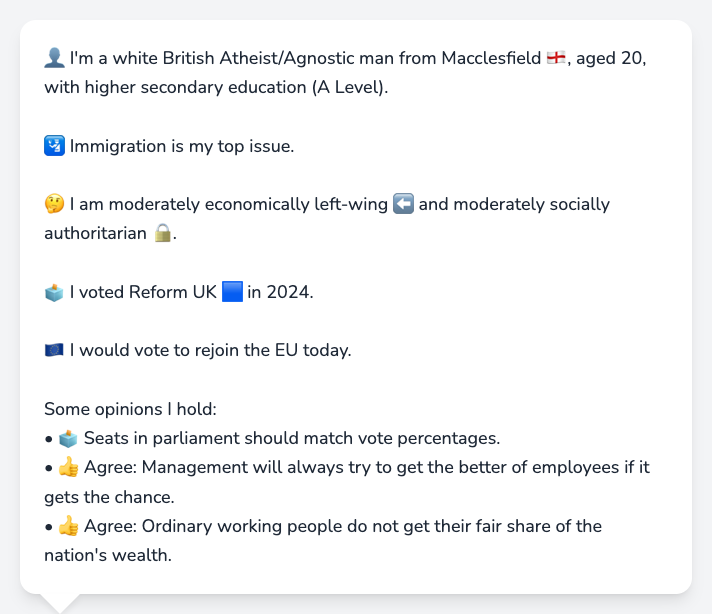 👤 I'm a white British Atheist/Agnostic man from Macclesfield 🏴󠁧󠁢󠁥󠁮󠁧󠁿, aged 20,
with higher secondary education (A Level).
🛂 Immigration is my top issue.
🤔 I am moderately economically left-wing ⬅️ and moderately socially
authoritarian 🔒.
🗳️ I voted Reform UK 🟦 in 2024.
🇪🇺 I would vote to rejoin the EU today.
Some opinions I hold:
• 🗳️ Seats in parliament should match vote percentages.
• 👍 Agree: Management will always try to get the better of employees if it
gets the chance.
• 👍 Agree: Ordinary working people do not get their fair share of the
nation's wealth.